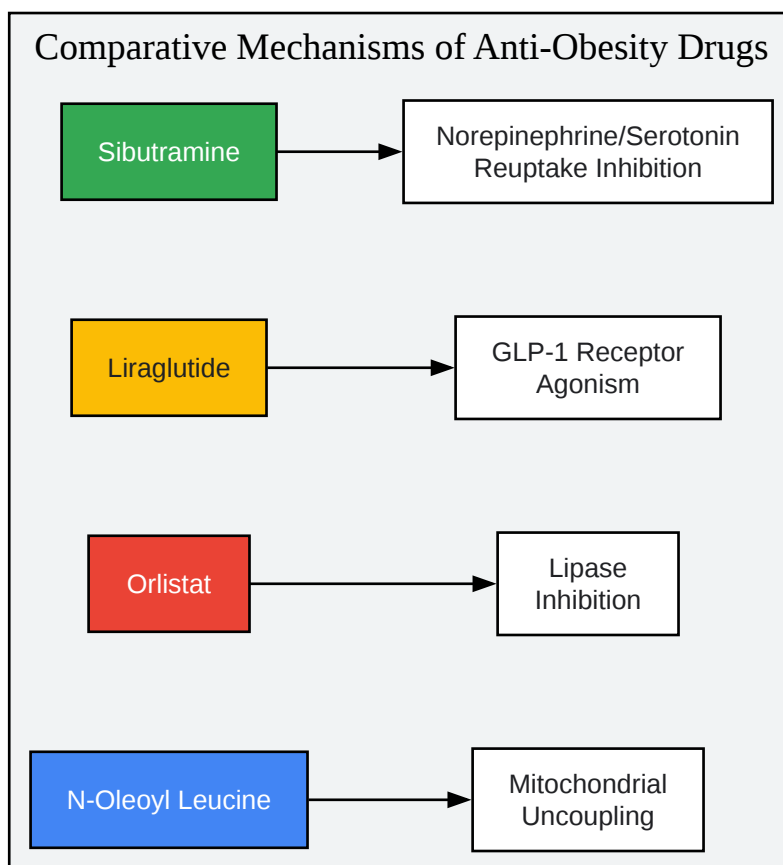 Comparative Mechanisms of Anti-Obesity Drugs
Sibutramine
Norepinephrine/Serotonin
Reuptake Inhibition
Liraglutide
GLP-1 Receptor
Agonism
Orlistat
Lipase
Inhibition
N-Oleoyl Leucine
Mitochondrial
Uncoupling